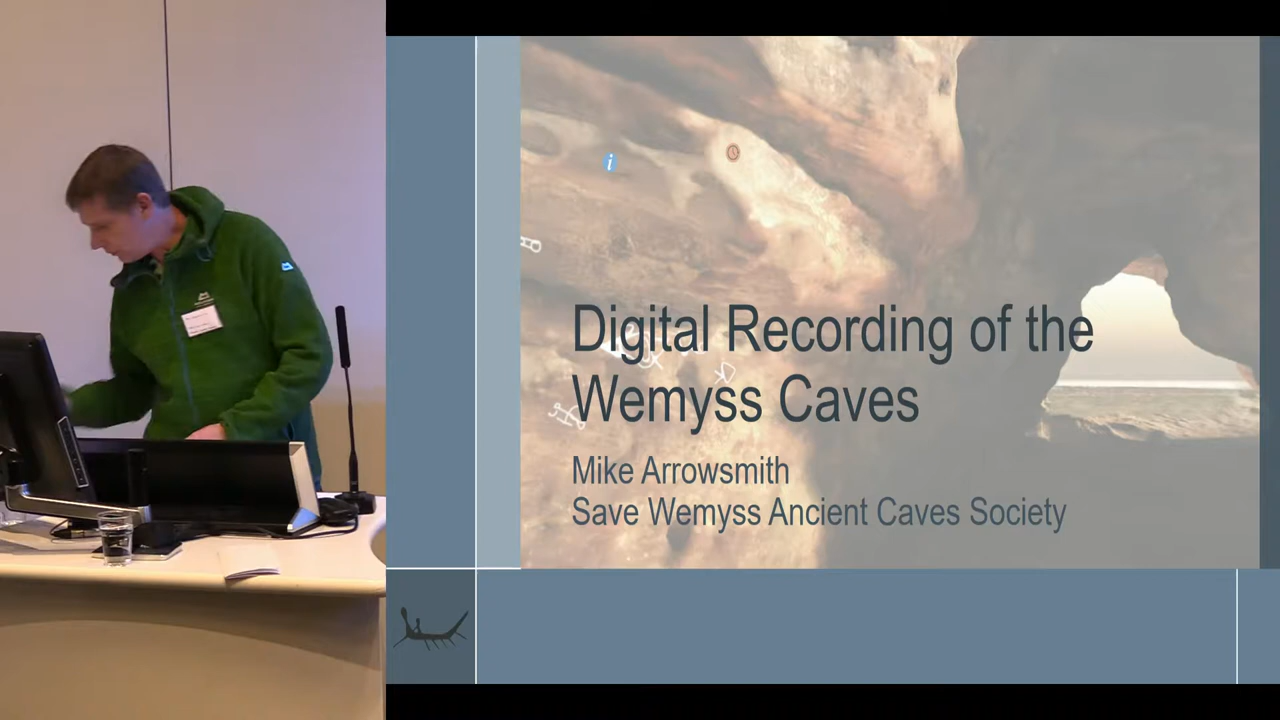 i
Digital Recording of the
Wemyss Caves
Mike Arrowsmith
Save Wemyss Ancient Caves Society